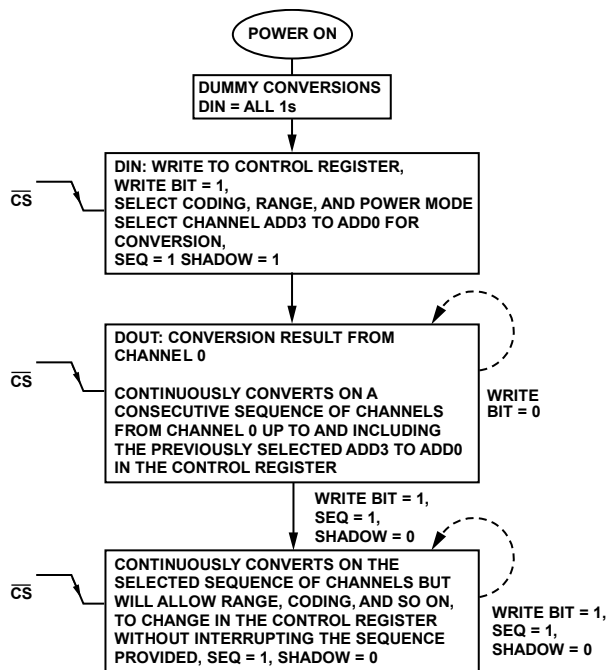 POWER ON
DUMMY CONVERSIONS
DIN = ALL 1s
CS
DIN: WRITE TO CONTROL REGISTER,
WRITE BIT = 1,
SELECT CODING, RANGE, AND POWER MODE
SELECT CHANNEL ADD3 TO ADD0 FOR
CONVERSION,
SEQ = 1 SHADOW = 1
CS
DOUT: CONVERSION RESULT FROM
CHANNEL 0
CONTINUOUSLY CONVERTS ON A
CONSECUTIVE SEQUENCE OF CHANNELS
FROM CHANNEL 0 UP TO AND INCLUDING
THE PREVIOUSLY SELECTED ADD3 TO ADD0
IN THE CONTROL REGISTER
WRITE
BIT = 0
WRITE BIT = 1,
SEQ = 1,
SHADOW = 0
CS
CONTINUOUSLY CONVERTS ON THE
SELECTED SEQUENCE OF CHANNELS BUT
WILL ALLOW RANGE, CODING, AND SO ON,
TO CHANGE IN THE CONTROL REGISTER
WITHOUT INTERRUPTING THE SEQUENCE
PROVIDED, SEQ = 1, SHADOW = 0
WRITE BIT = 1,
SEQ = 1,
SHADOW = 0